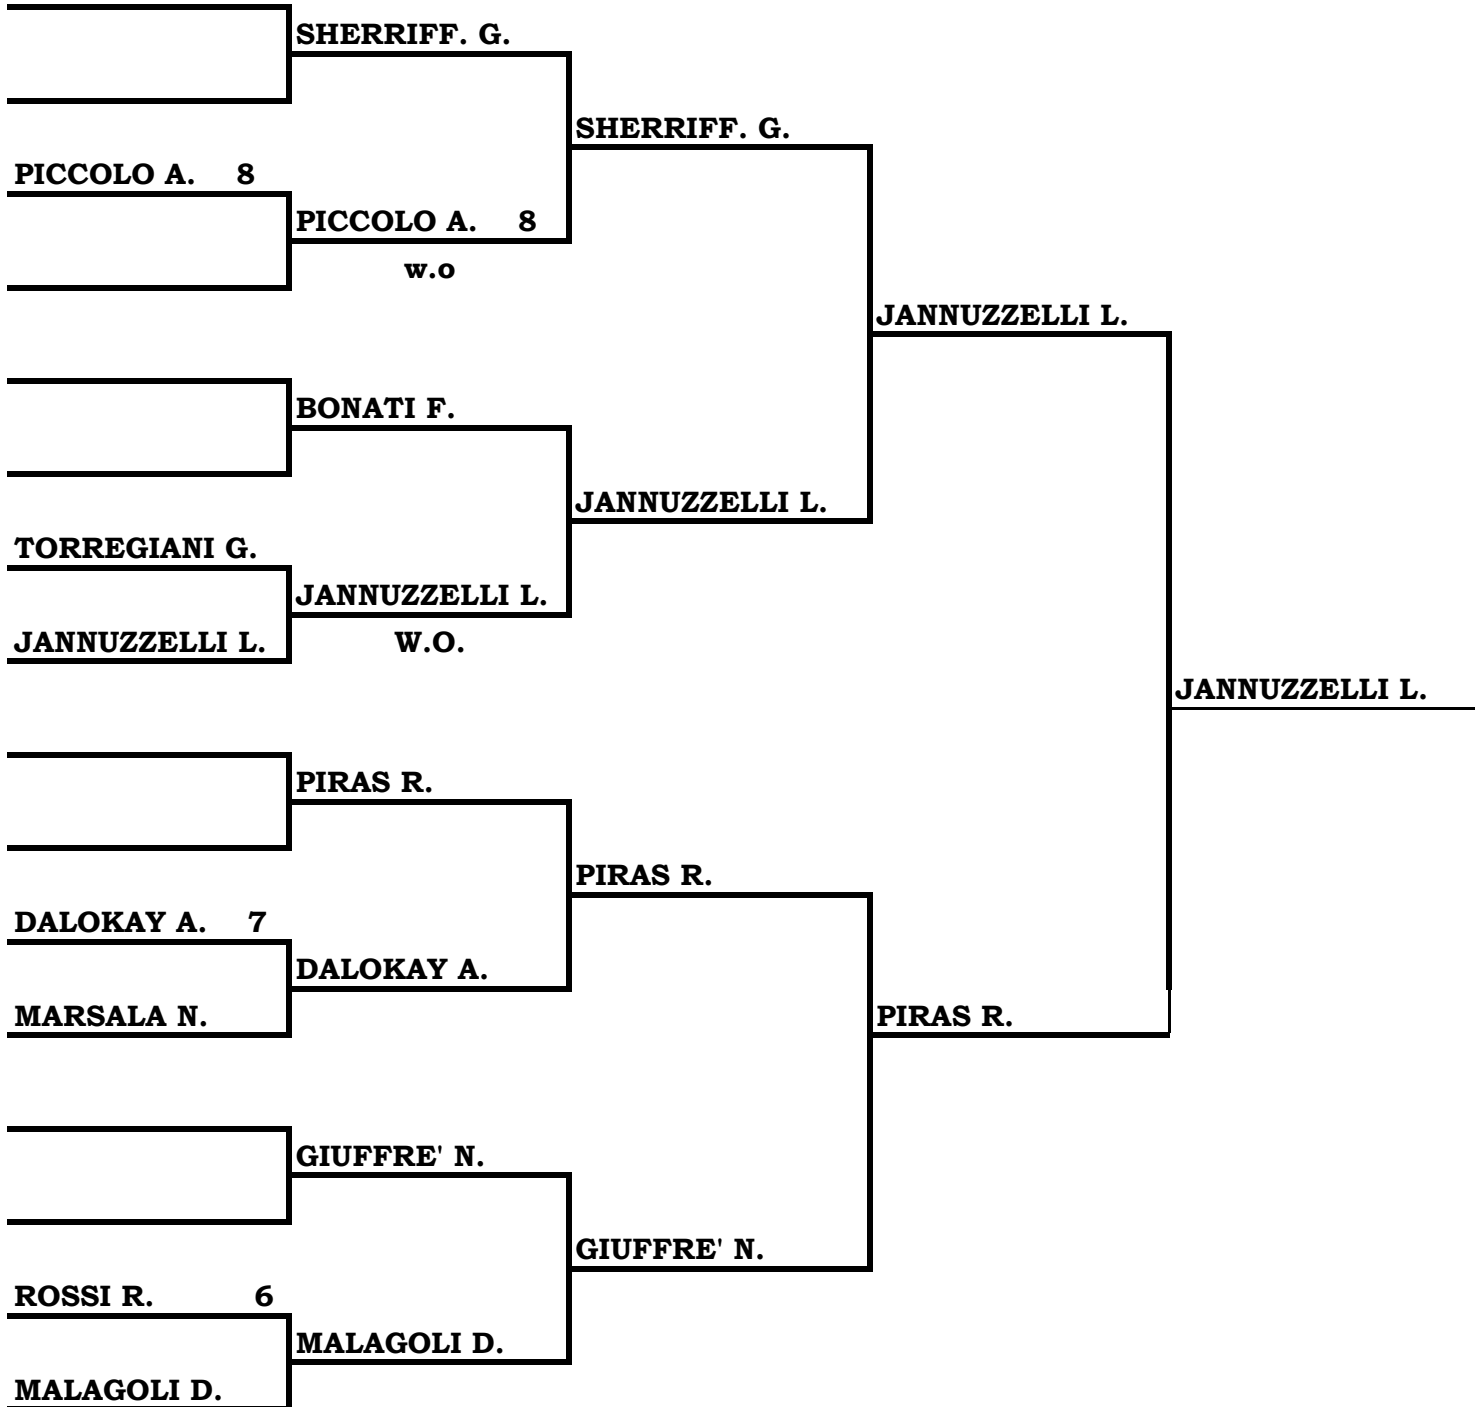 SHERRIFF. G.
SHERRIFF. G.
PICCOLO A. 8
PICCOLO A. 8
w.o
JANNUZZELLI L.
BONATI F.
JANNUZZELLI L.
TORREGIANI G.
JANNUZZELLI L.
JANNUZZELLI L.
W.O.
JANNUZZELLI L.
PIRAS R.
PIRAS R.
DALOKAY A. 7
DALOKAY A.
MARSALA N.
PIRAS R.
GIUFFRE' N.
GIUFFRE' N.
ROSSI R. 6
MALAGOLI D.
MALAGOLI D.